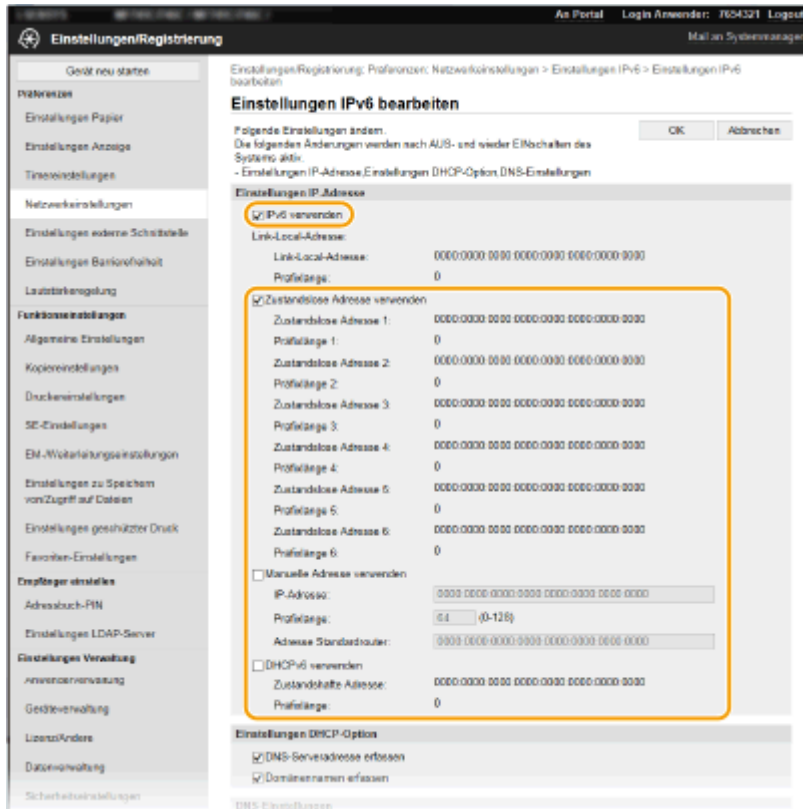 An Portal Login Anwender: 7654321 Logout
Einstellungen/Registrierung
Mail an Systemmanager
Gerät neu starten
Präferenzen
Einstellungen Papier
Einstellungen Anzeige
Timereinstellungen
Netzwerkeinstellungen
Einstellungen externe Schnittstelle
Einstellungen Barrierefreiheit
Lautstärkeregelung
Funktionseinstellungen
Allgemeine Einstellungen
Kopiereinstellungen
Druckereinstellungen
SE-Einstellungen
EM-/Weiterleitungseinstellungen
Einstellungen zu Speichern
von/Zugriff auf Dateien
Einstellungen geschützter Druck
Favoriten-Einstellungen
Empfänger einstellen
Adressbuch-PIN
Einstellungen LDAP-Server
Einstellungen Verwaltung
Anwenderverwaltung
Geräteverwaltung
Lizenz/Andere
Datenverwaltung
Sicherheitseinstellungen
Einstellungen/Registrierung: Präferenzen: Netzwerkeinstellungen > Einstellungen IPv6 > Einstellungen IPv6
bearbeiten
Einstellungen IPv6 bearbeiten
Folgende Einstellungen ändern.
Die folgenden Änderungen werden nach AUS- und wieder EINschalten des
Systems aktiv.
- Einstellungen IP-Adresse,Einstellungen DHCP-Option,DNS-Einstellungen
OK Abbrechen
Einstellungen IP-Adresse
IPv6 verwenden
Link-Local-Adresse:
Link-Local-Adresse: 0000:0000:0000:0000:0000:0000:0000:0000
Präfixlänge: 0
Zustandslose Adresse verwenden
Zustandslose Adresse 1: 0000:0000:0000:0000:0000:0000:0000:0000
Präfixlänge 1: 0
Zustandslose Adresse 2: 0000:0000:0000:0000:0000:0000:0000:0000
Präfixlänge 2: 0
Zustandslose Adresse 3: 0000:0000:0000:0000:0000:0000:0000:0000
Präfixlänge 3: 0
Zustandslose Adresse 4: 0000:0000:0000:0000:0000:0000:0000:0000
Präfixlänge 4: 0
Zustandslose Adresse 5: 0000:0000:0000:0000:0000:0000:0000:0000
Präfixlänge 5: 0
Zustandslose Adresse 6: 0000:0000:0000:0000:0000:0000:0000:0000
Präfixlänge 6: 0
Manuelle Adresse verwenden
IP-Adresse: 0000:0000:0000:0000:0000:0000:0000:0000
Präfixlänge: 64 (0-128)
Adresse Standardrouter: 0000:0000:0000:0000:0000:0000:0000:0000
DHCPv6 verwenden
Zustandshafte Adresse: 0000:0000:0000:0000:0000:0000:0000:0000
Präfixlänge: 0
Einstellungen DHCP-Option
DNS-Serveradresse erfassen
Domänennamen erfassen
DNS-Einstellungen